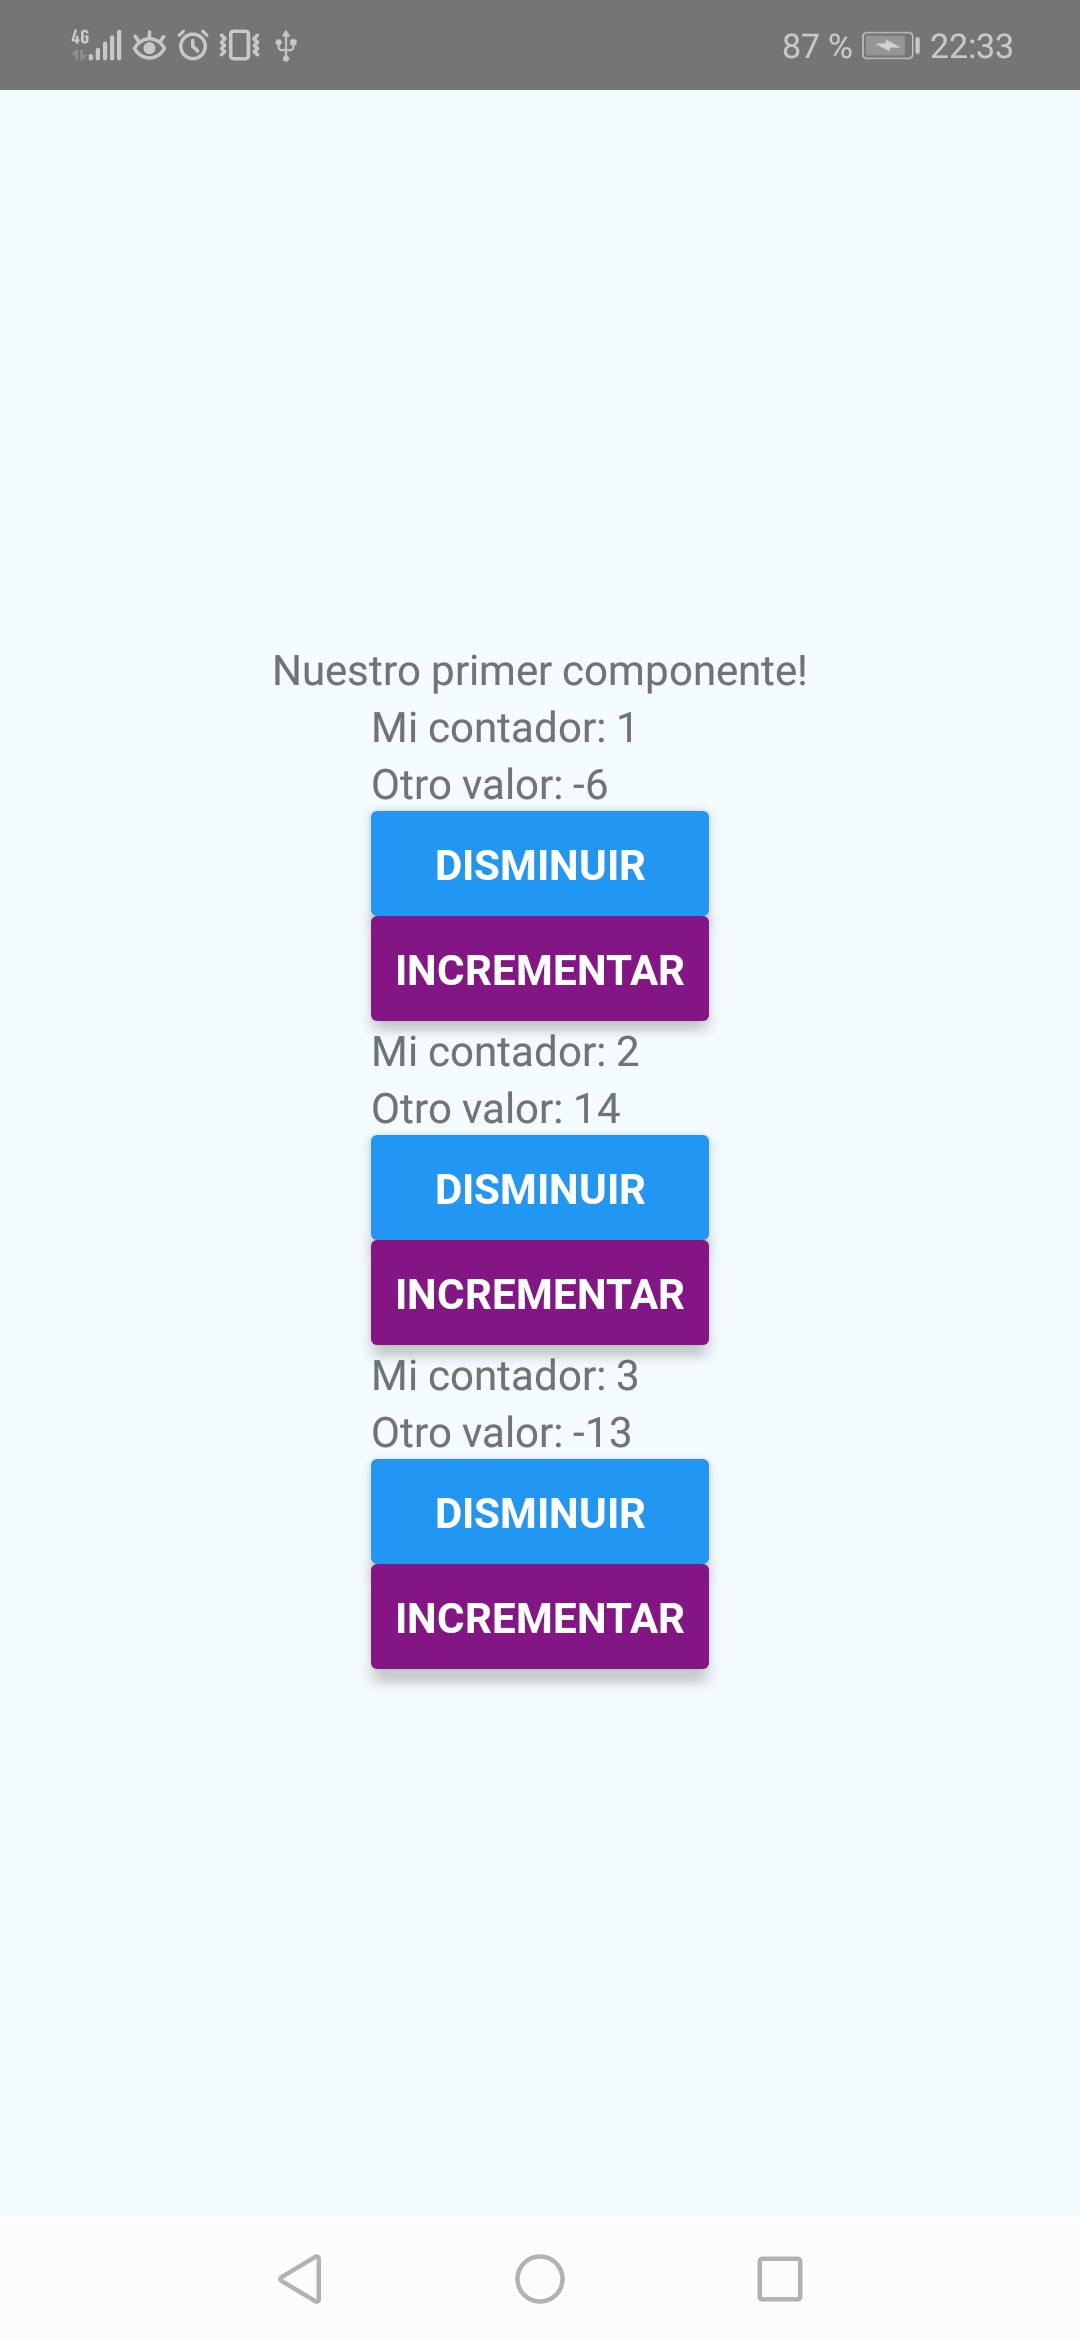 4G 87 % 22:33
Nuestro primer componente!
Mi contador: 1
Otro valor: -6
DISMINUIR
INCREMENTAR
Mi contador: 2
Otro valor: 14
DISMINUIR
INCREMENTAR
Mi contador: 3
Otro valor: -13
DISMINUIR
INCREMENTAR